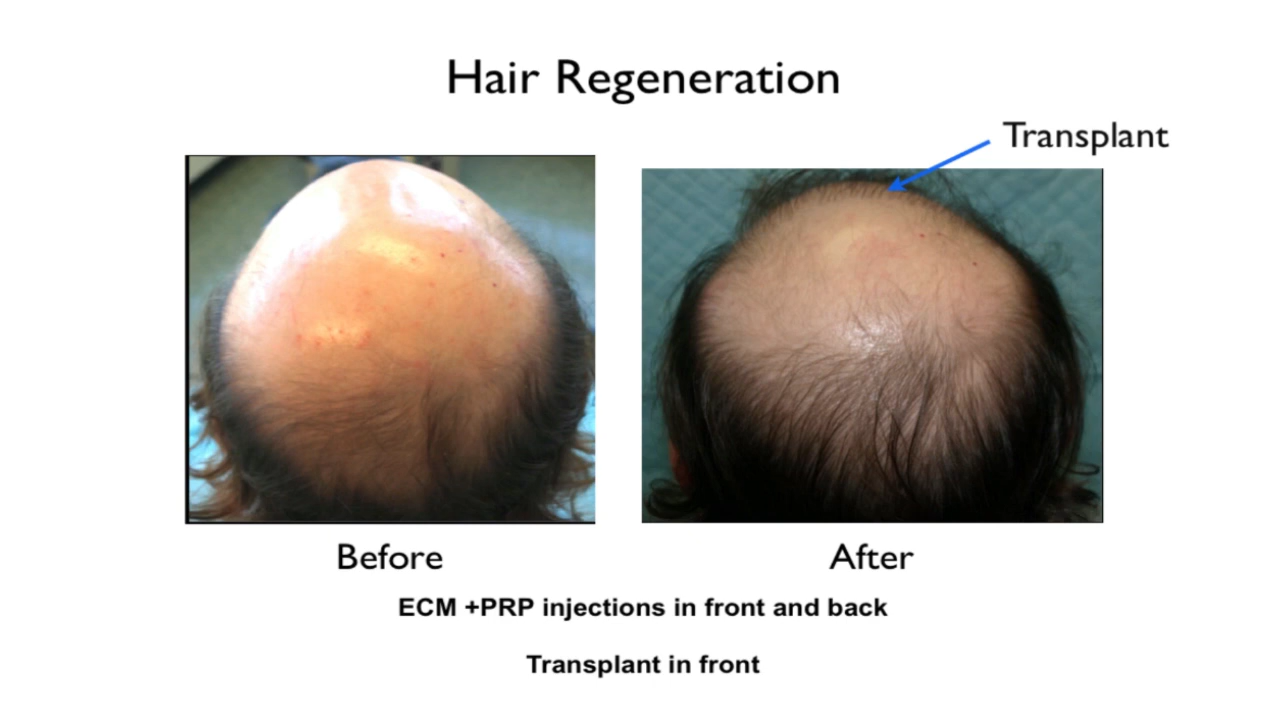 Hair Regeneration
Transplant
Before
After
ECM +PRP injections in front and back
Transplant in front